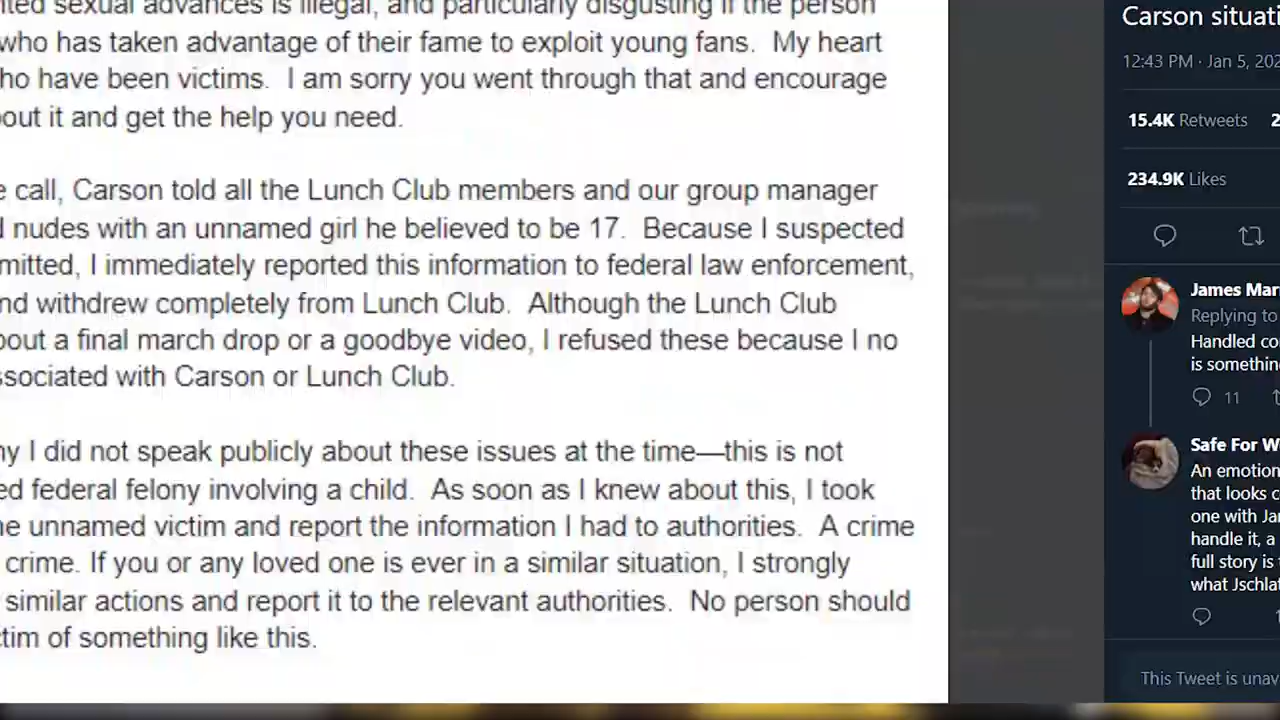 sexual advances is illegal, and particularly disgusting if the person
who has taken advantage of their fame to exploit young fans. My heart
ho have been victims. I am sorry you went through that and encourage
out it and get the help you need.
e call, Carson told all the Lunch Club members and our group manager
nudes with an unnamed girl he believed to be 17. Because I suspected
mitted, I immediately reported this information to federal law enforcement,
nd withdrew completely from Lunch Club. Although the Lunch Club
bout a final march drop or a goodbye video, I refused these because I no
ssociated with Carson or Lunch Club.
hy I did not speak publicly about these issues at the time—this is not
ed federal felony involving a child. As soon as I knew about this, I took
he unnamed victim and report the information I had to authorities. A crime
crime. If you or any loved one is ever in a similar situation, I strongly
similar actions and report it to the relevant authorities. No person should
ctim of something like this.
Carson situati
12:43 PM · Jan 5, 202
15.4K Retweets 2
234.9K Likes
James Mar
Replying to
Handled co
is somethin
11
Safe For W
An emotion
that looks
one with Ja
handle it, a
full story is
what Jschla
This Tweet is unav